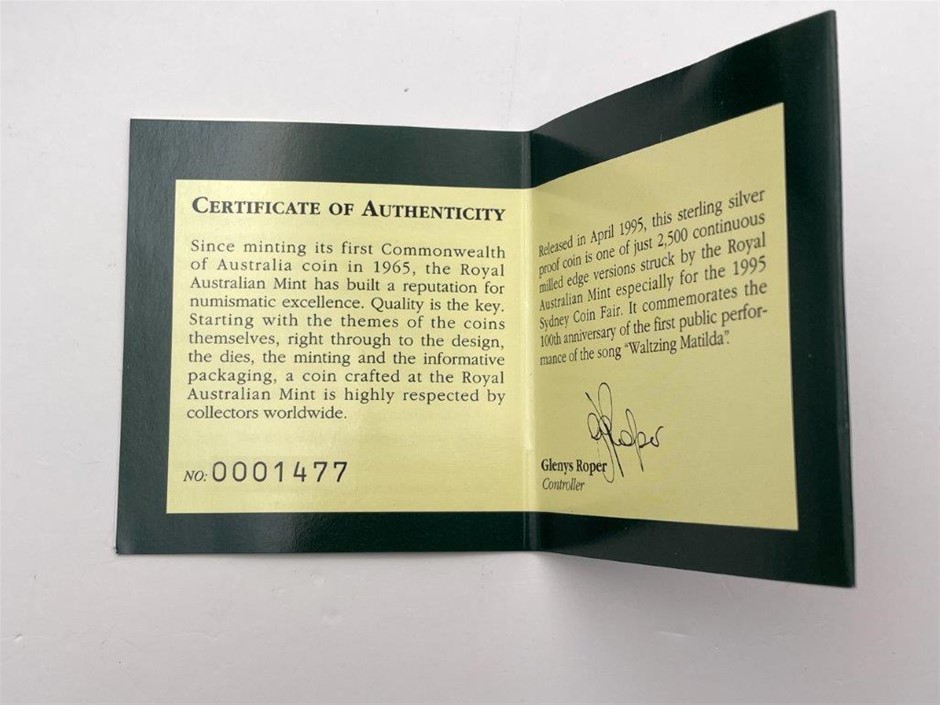 CERTIFICATE OF AUTHENTICITY
Since minting its first Commonwealth
of Australia coin in 1965, the Royal
Australian Mint has built a reputation for
numismatic excellence. Quality is the key.
Starting with the themes of the coins
themselves, right through to the design,
the dies, the minting and the informative
packaging, a coin crafted at the Royal
Australian Mint is highly respected by
collectors worldwide.
NO: 0001477
Released in April 1995, this sterling silver
proof coin is one of just 2,500 continuous
milled edge versions struck by the Royal
Australian Mint especially for the 1995
Sydney Coin Fair. It commemorates the
100th anniversary of the first public perfor-
mance of the song "Waltzing Matilda".
G Roper
Glenys Roper
Controller